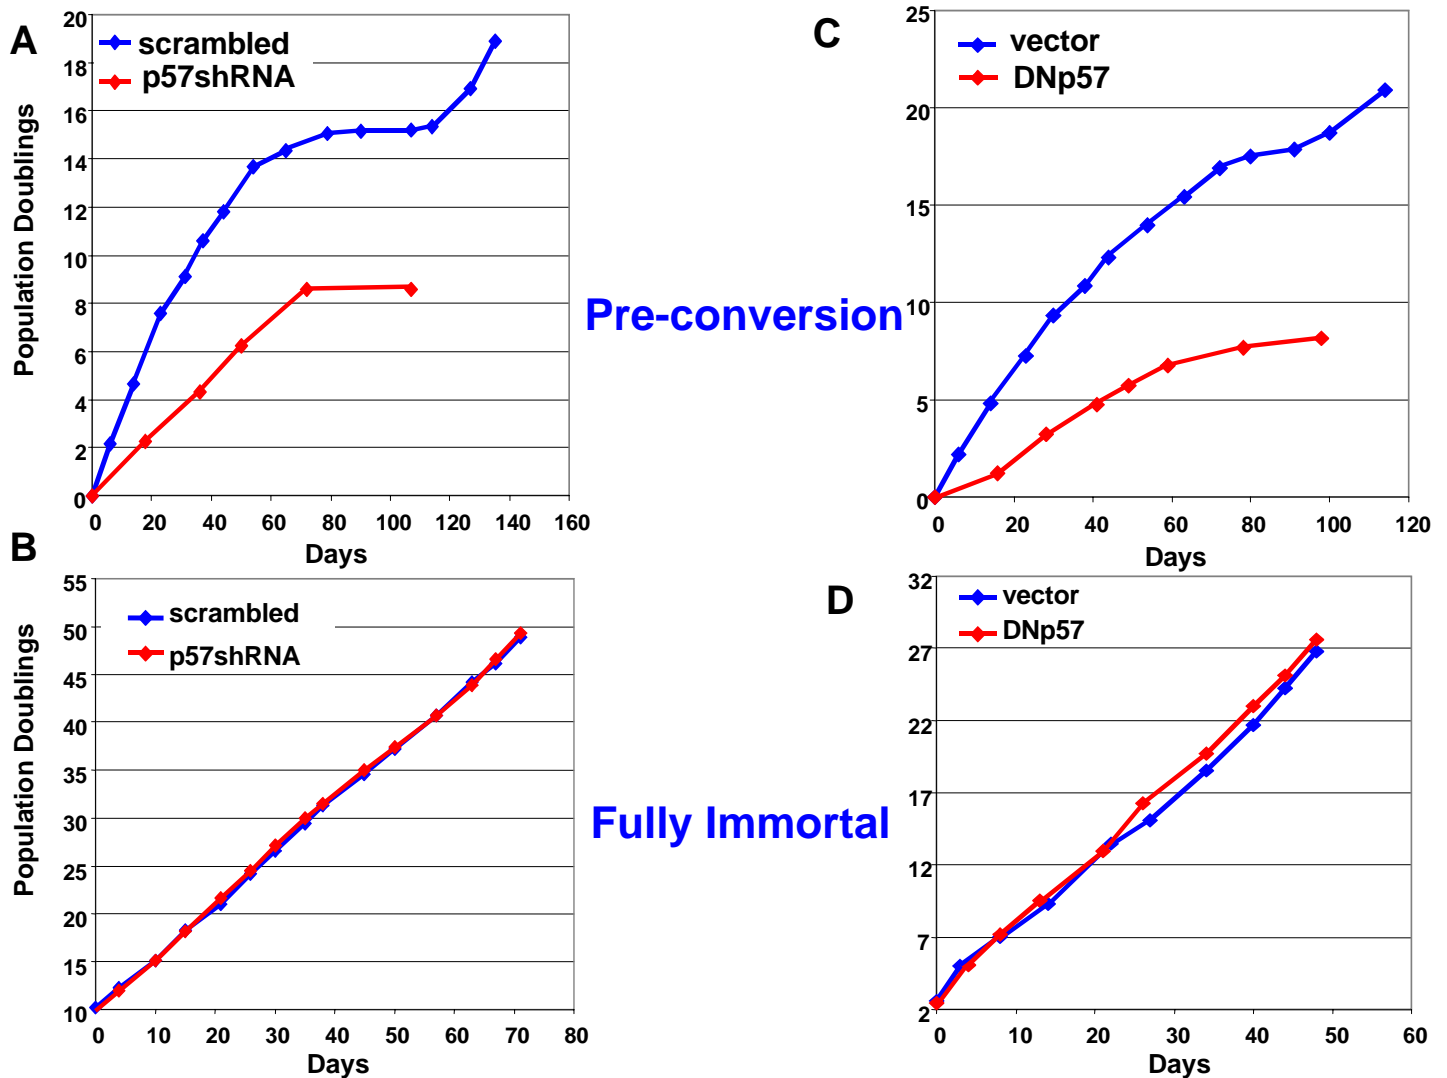 A
scrambled
p57shRNA
Population Doublings
20
18
16
14
12
10
8
6
4
2
0
0 20 40 60 80 100 120 140 160
Days
C
vector
DNp57
25
20
15
10
5
0
0 20 40 60 80 100 120
Days
Pre-conversion
B
scrambled
p57shRNA
Population Doublings
55
50
45
40
35
30
25
20
15
10
0 10 20 30 40 50 60 70 80
Days
D
vector
DNp57
32
27
22
17
12
7
2
0 10 20 30 40 50 60
Days
Fully Immortal